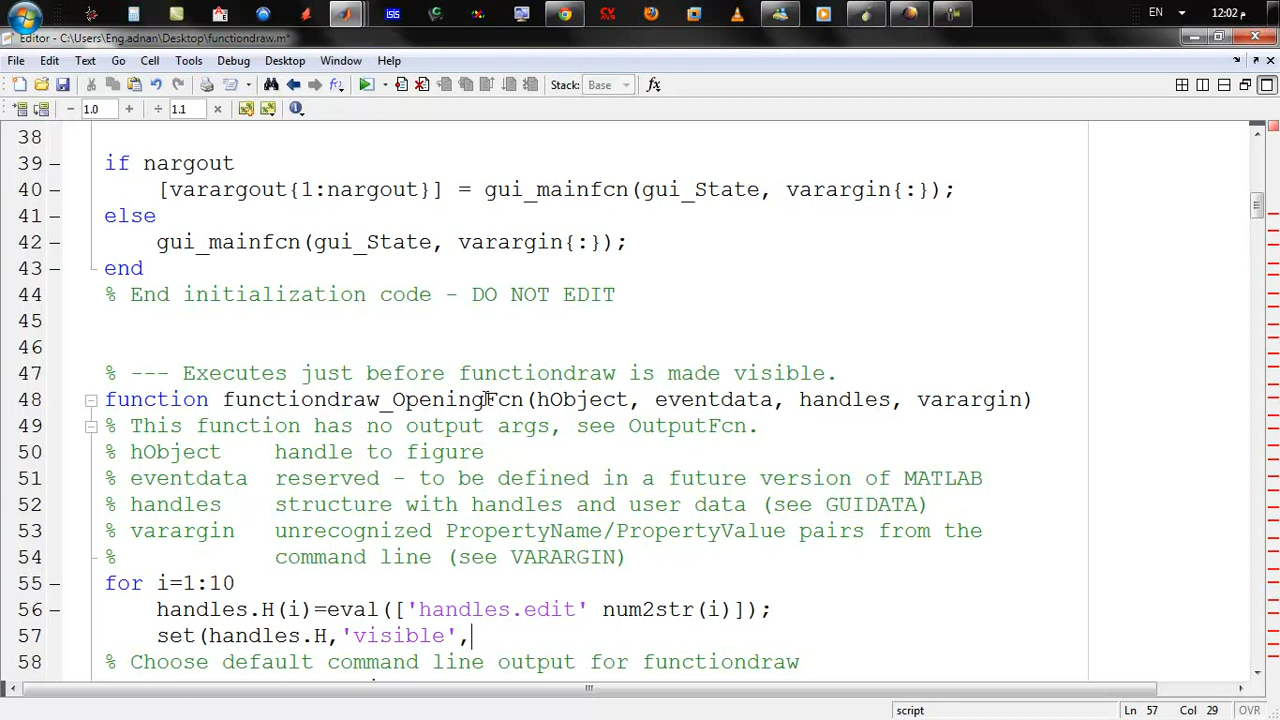 EN
12:02 م
Editor - C:\Users\Eng.adnan\Desktop\functiondraw.m*
File Edit Text Go Cell Tools Debug Desktop Window Help
Stack: Base fx
- 1.0 + ÷ 1.1 ×
38
39 if nargout
40 [varargout{1:nargout}] = gui_mainfcn(gui_State, varargin{:});
41 else
42 gui_mainfcn(gui_State, varargin{:});
43 end
44 % End initialization code - DO NOT EDIT
45
46
47 % --- Executes just before functiondraw is made visible.
48 function functiondraw_OpeningFcn(hObject, eventdata, handles, varargin)
49 % This function has no output args, see OutputFcn.
50 % hObject handle to figure
51 % eventdata reserved - to be defined in a future version of MATLAB
52 % handles structure with handles and user data (see GUIDATA)
53 % varargin unrecognized PropertyName/PropertyValue pairs from the
54 % command line (see VARARGIN)
55 for i=1:10
56 handles.H(i)=eval(['handles.edit' num2str(i)]);
57 set(handles.H,'visible',
58 % Choose default command line output for functiondraw
script Ln 57 Col 29 OVR